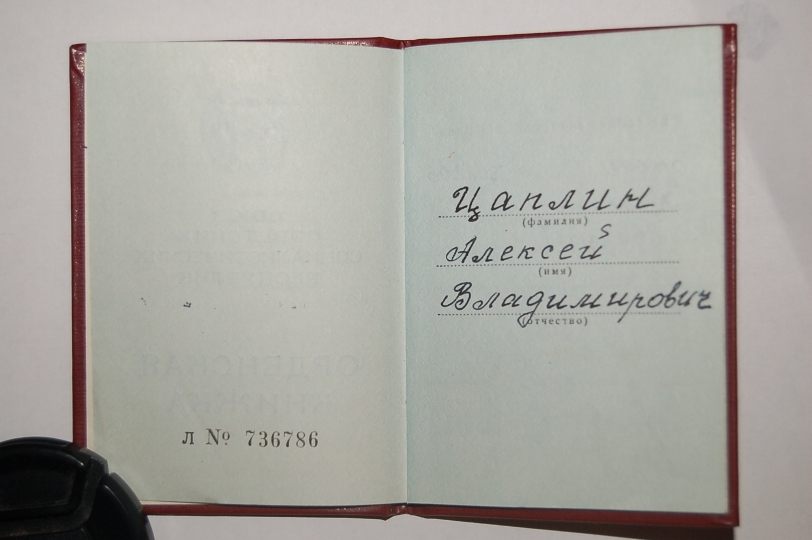 л № 736786
Цаплин
(фамилия)
Алексей
(имя)
Владимирович
(отчество)